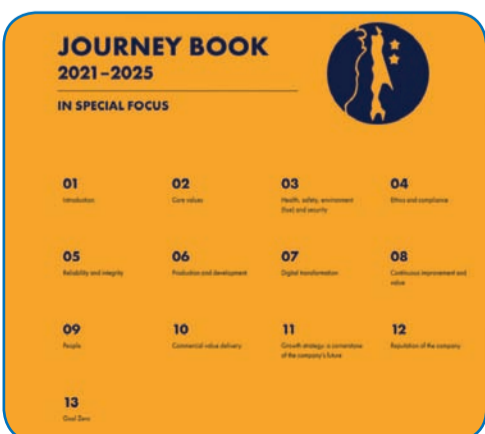 JOURNEY BOOK
2021–2025
IN SPECIAL FOCUS
01
Introduction
02
Core values
03
Health, safety, environment
(hse) and security
04
Ethics and compliance
05
Reliability and integrity
06
Production and development
07
Digital transformation
08
Continuous improvement and
value
09
People
10
Commercial value delivery
11
Growth strategy: a cornerstone
of the company's future
12
Reputation of the company
13
Goal Zero